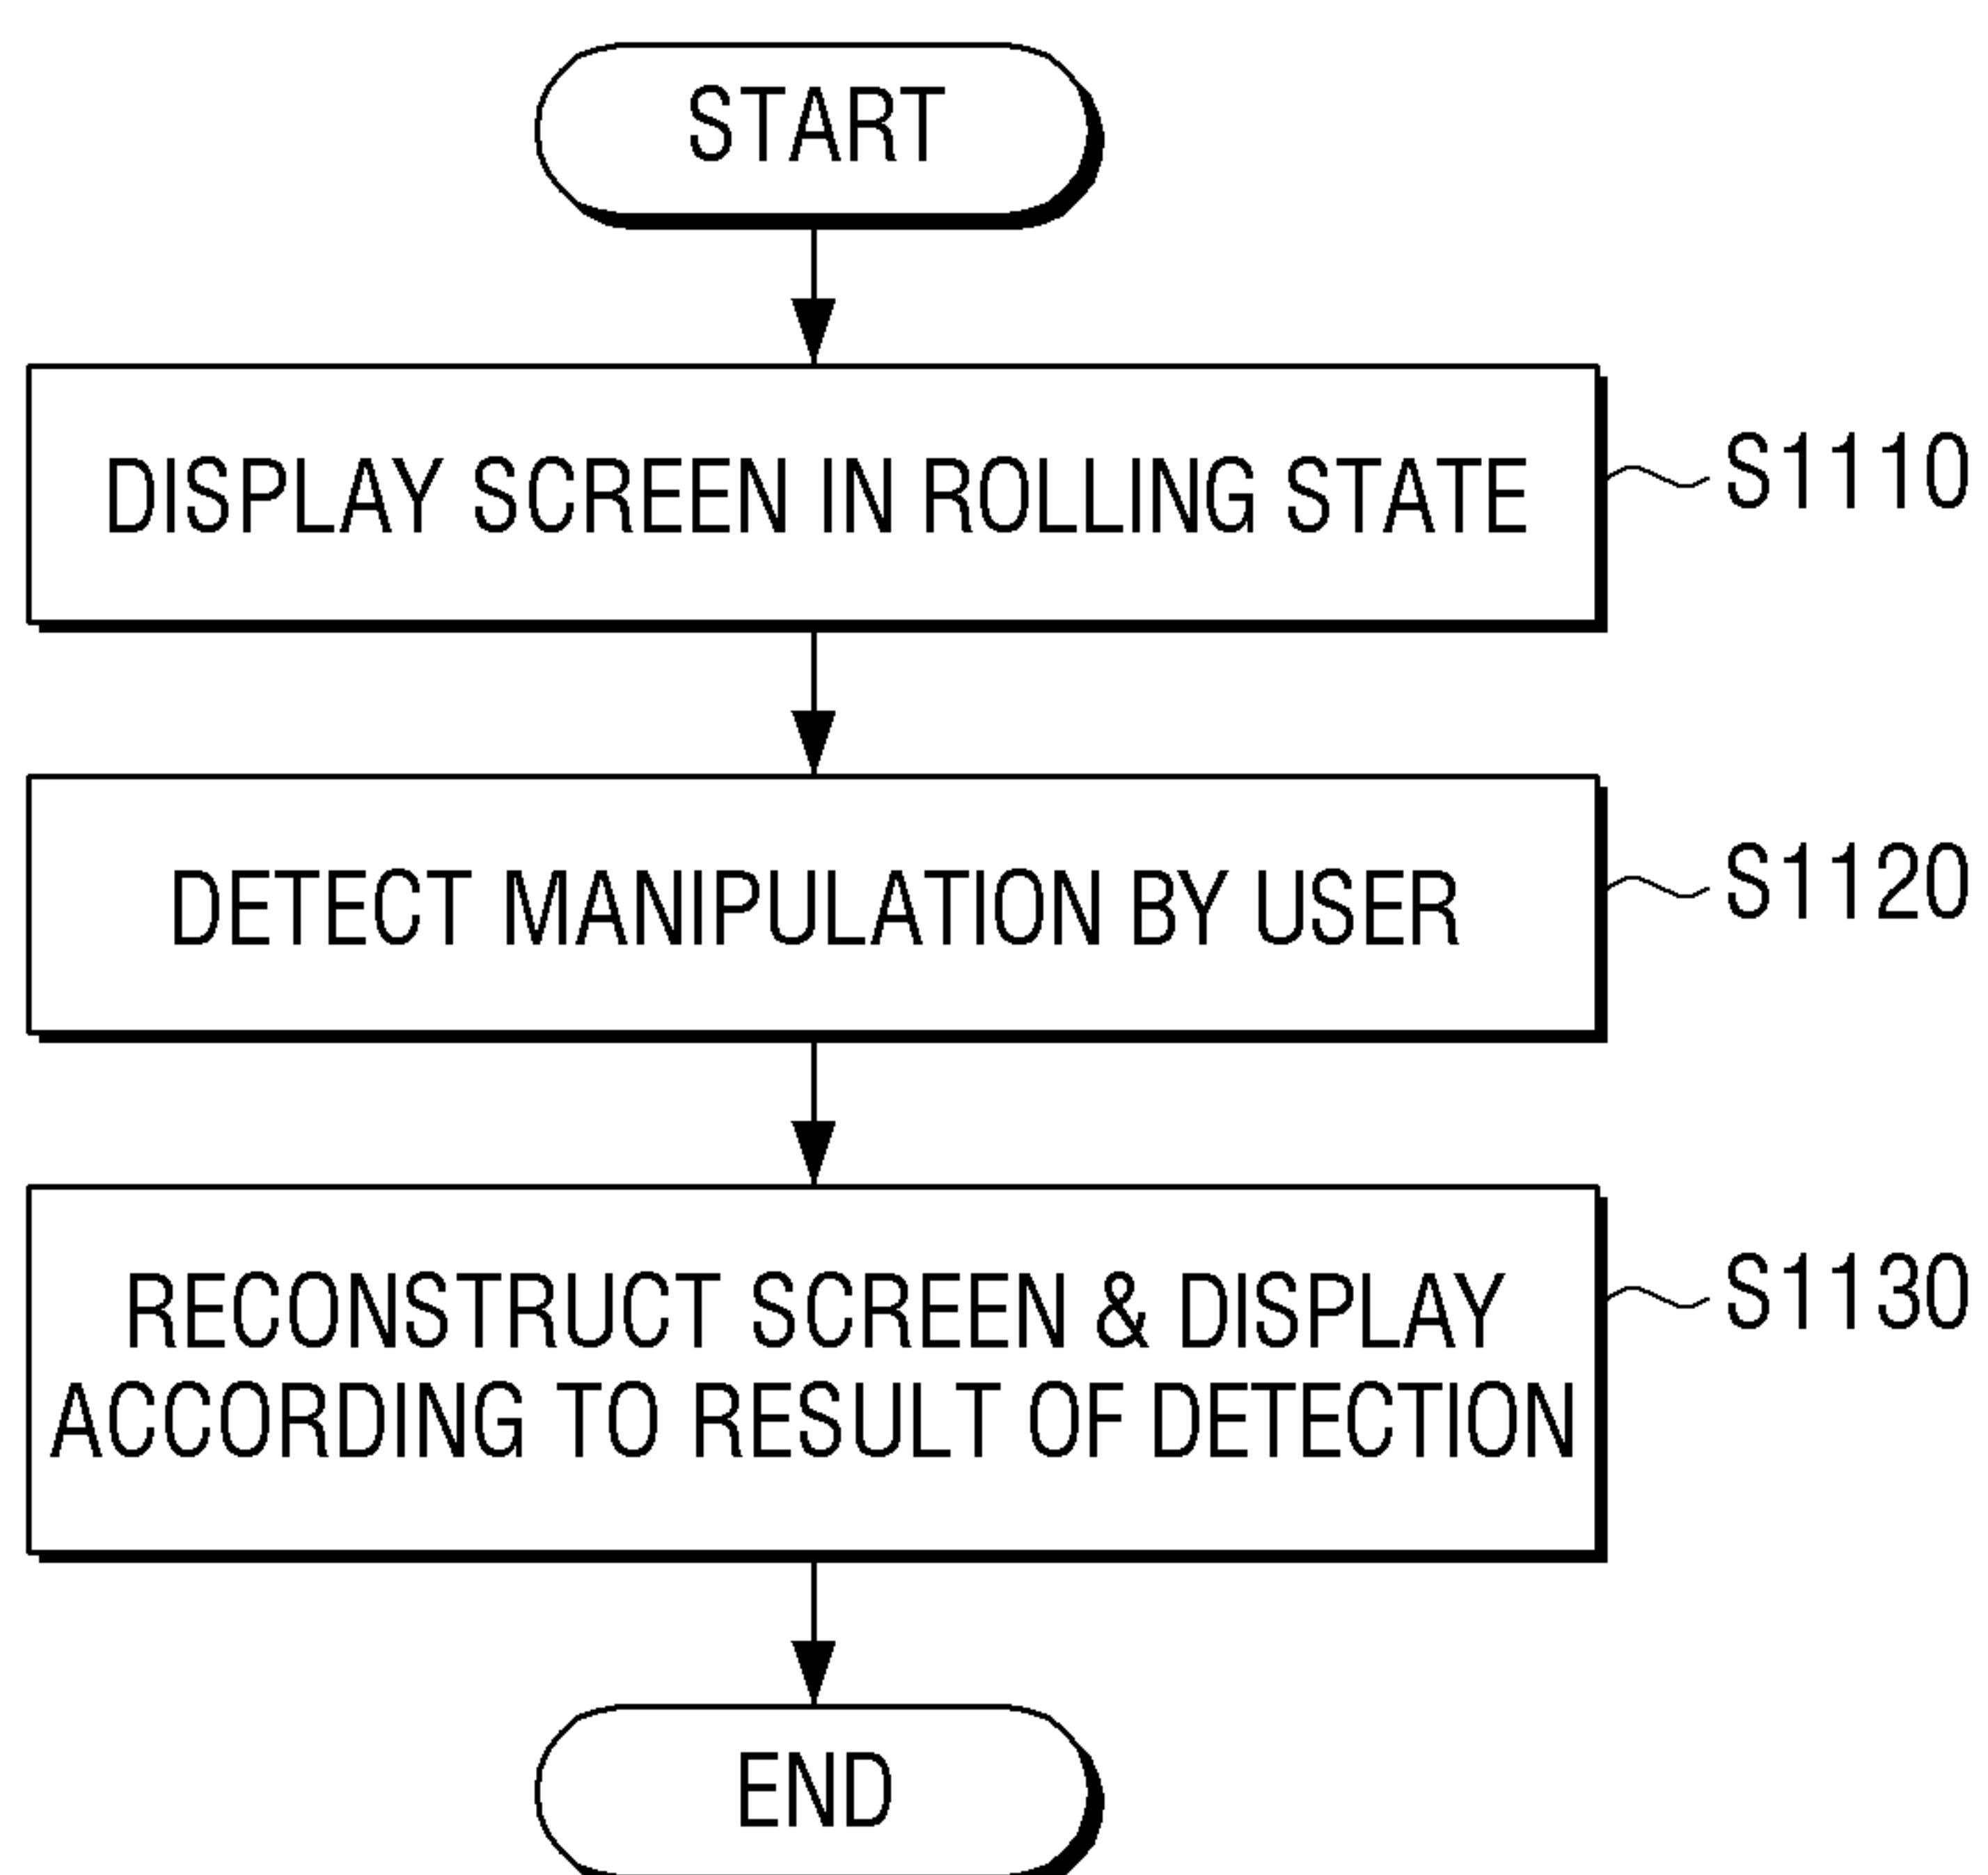 START
DISPLAY SCREEN IN ROLLING STATE
S1110
DETECT MANIPULATION BY USER
S1120
RECONSTRUCT SCREEN & DISPLAY
ACCORDING TO RESULT OF DETECTION
S1130
END